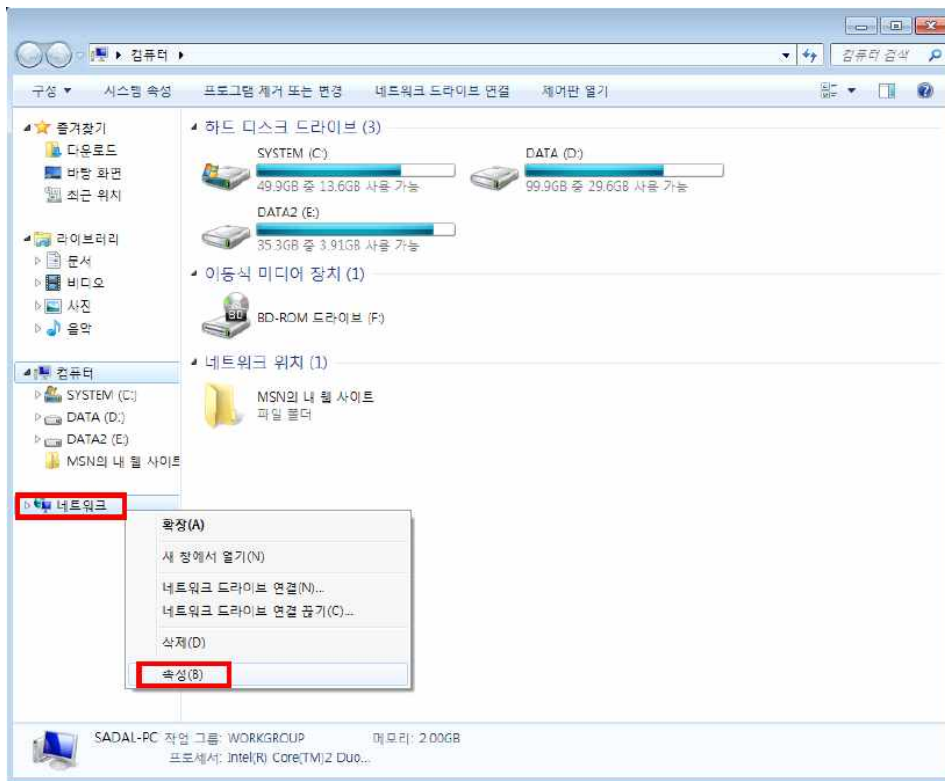 컴퓨터
컴퓨터 검색
구성 시스템 속성 프로그램 제거 또는 변경 네트워크 드라이브 연결 제어판 열기
즐겨찾기
다운로드
바탕 화면
최근 위치
라이브러리
문서
비디오
사진
음악
컴퓨터
SYSTEM (C:)
DATA (D:)
DATA2 (E:)
MSN의 내 웹 사이트
네트워크
하드 디스크 드라이브 (3)
SYSTEM (C:)
49.9GB 중 13.6GB 사용 가능
DATA (D:)
99.9GB 중 29.6GB 사용 가능
DATA2 (E:)
35.3GB 중 3.91GB 사용 가능
이동식 미디어 장치 (1)
BD
BD-ROM 드라이브 (F:)
네트워크 위치 (1)
MSN의 내 웹 사이트
파일 폴더
확장(A)
새 창에서 열기(N)
네트워크 드라이브 연결(N)...
네트워크 드라이브 연결 끊기(C)...
삭제(D)
속성(B)
SADAL-PC 작업 그룹: WORKGROUP 메모리: 2.00GB
프로세서: Intel(R) Core(TM)2 Duo...